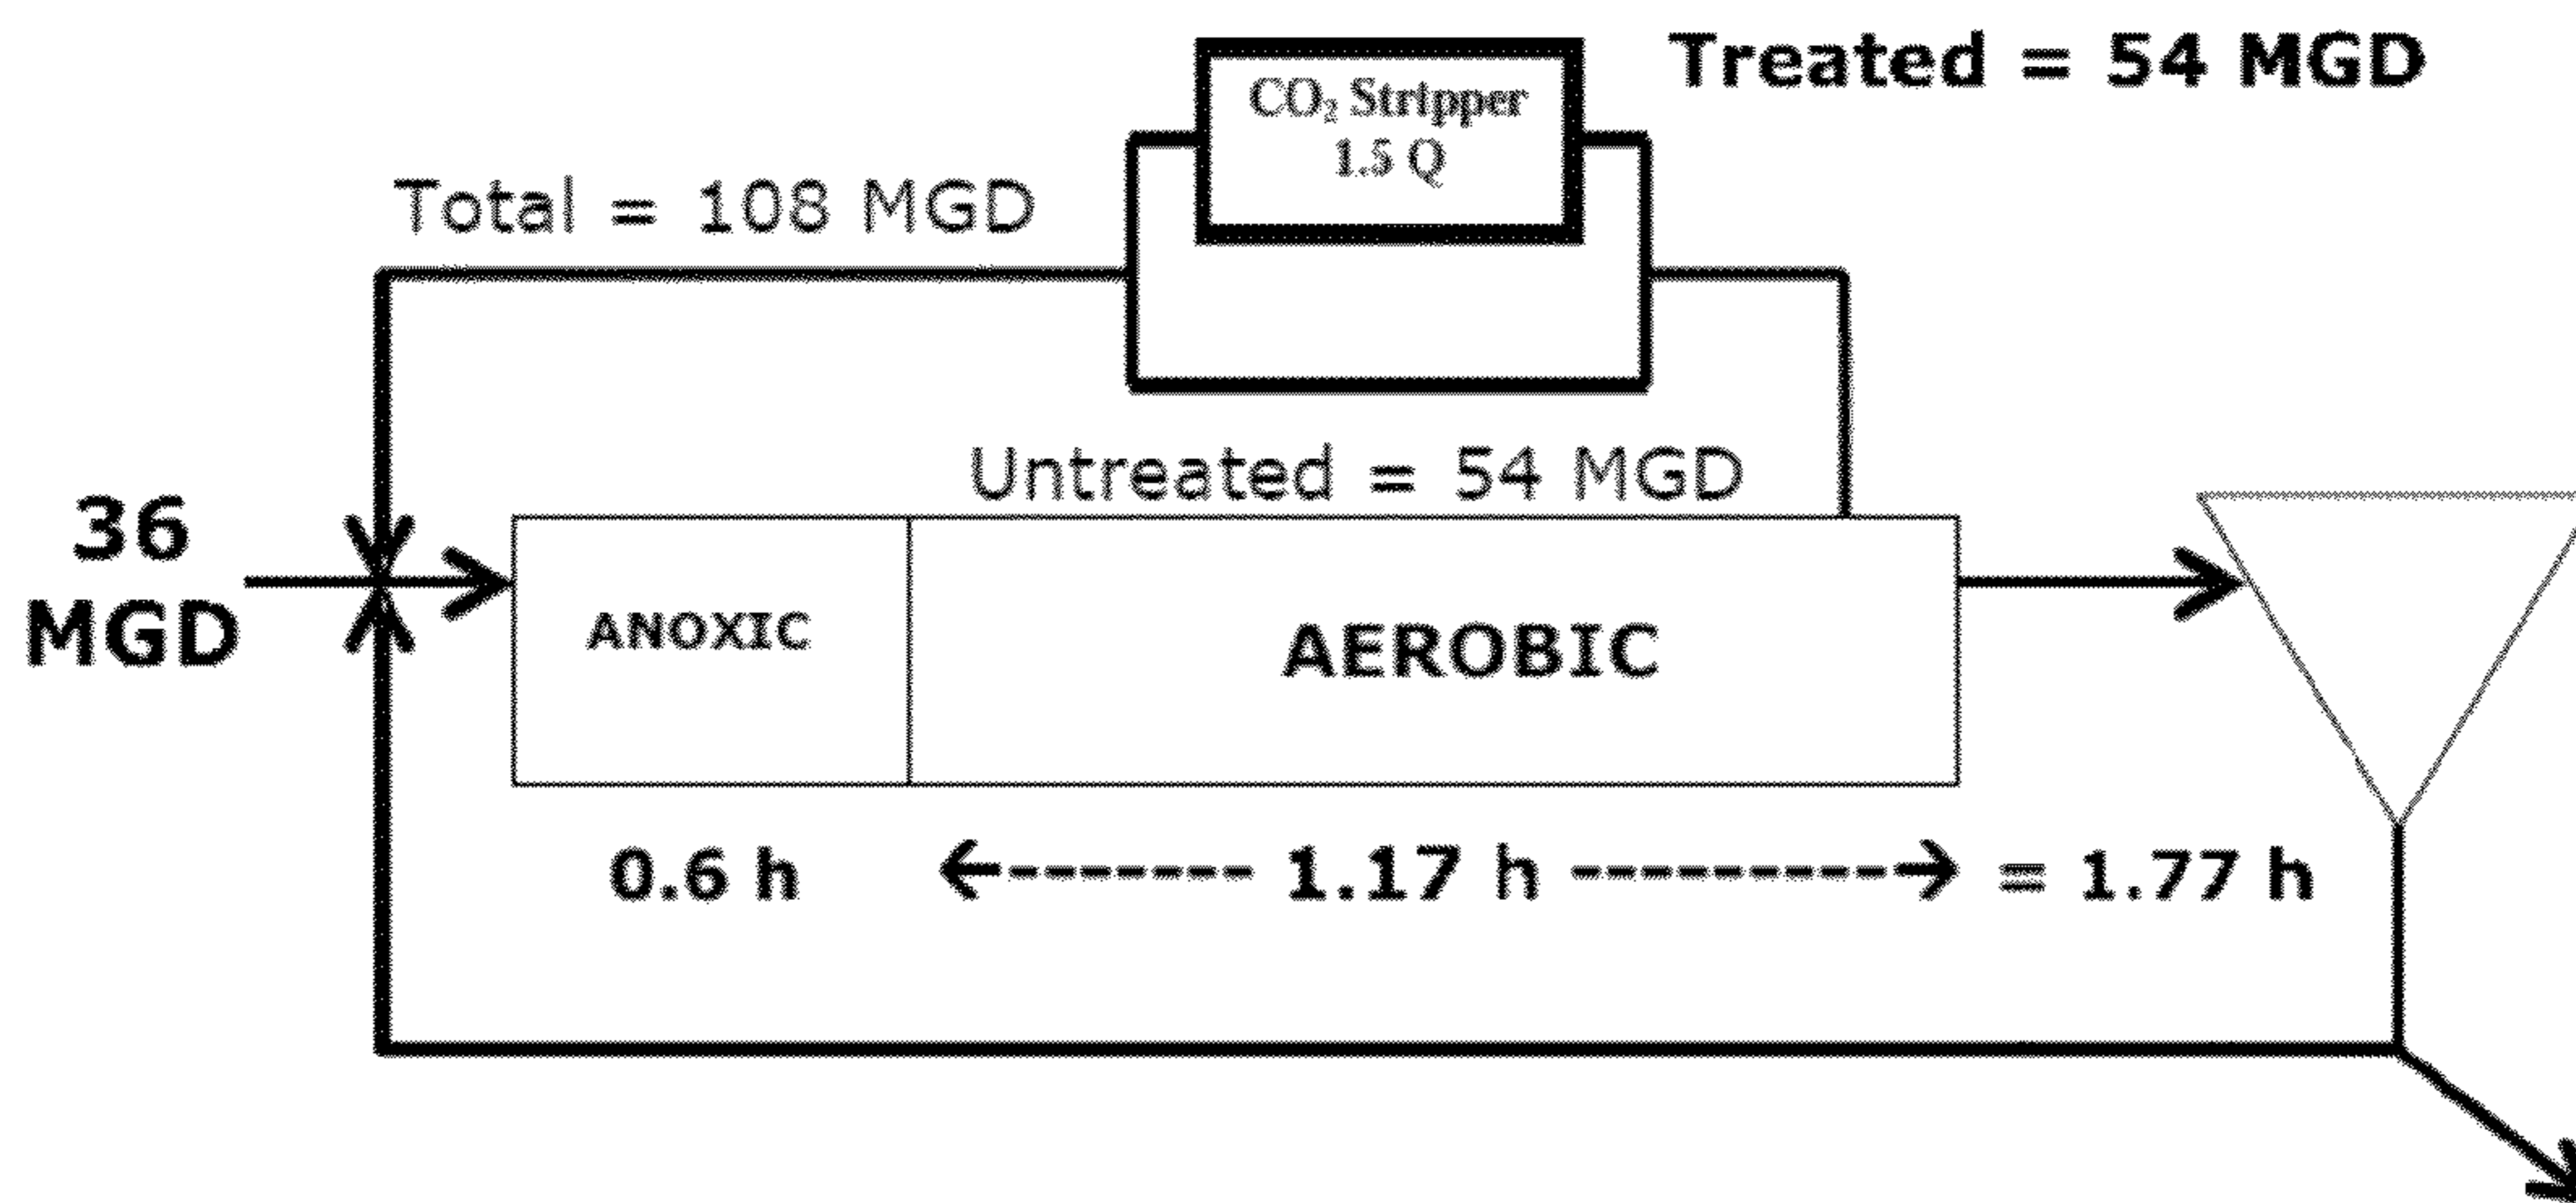 Treated = 54 MGD
CO₂ Stripper
1.5 Q
Total = 108 MGD
Untreated = 54 MGD
36
MGD
ANOXIC
AEROBIC
0.6 h ←------- 1.17 h ---------→ = 1.77 h